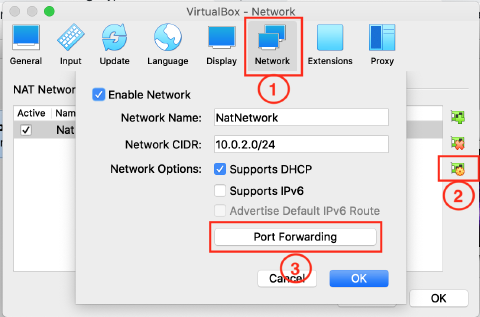 VirtualBox - Network
General Input Update Language Display Network Extensions Proxy
1
NAT Network
Active Nam
Nat
Enable Network
Network Name: NatNetwork
Network CIDR: 10.0.2.0/24
Network Options: Supports DHCP
Supports IPv6
Advertise Default IPv6 Route
2
Port Forwarding
3
Cancel OK
OK